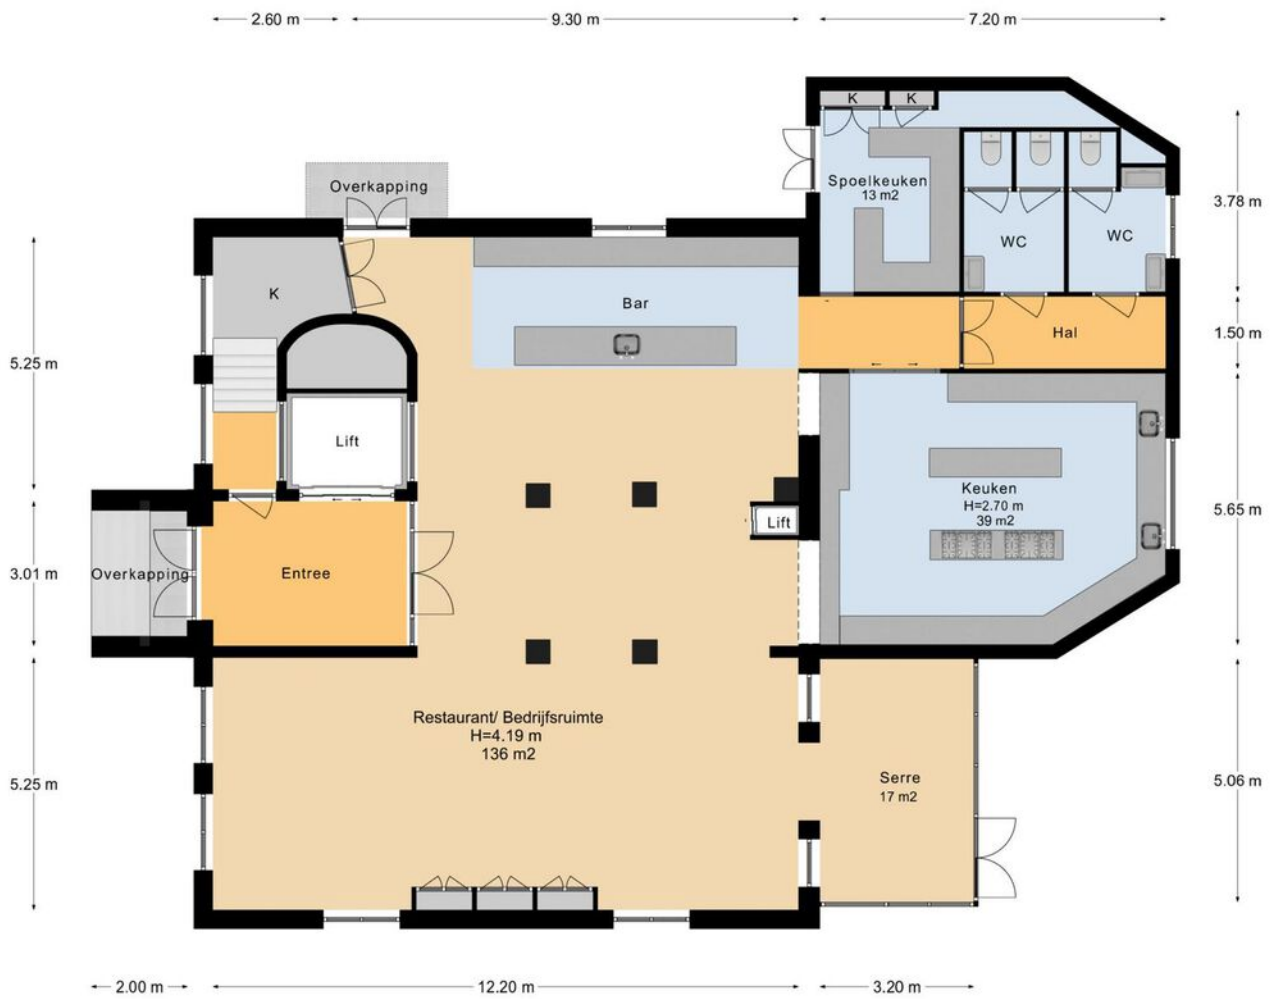 2.60 m
9.30 m
7.20 m
K
K
Overkapping
Spoelkeuken
13 m2
3.78 m
WC
WC
K
Bar
1.50 m
Hal
5.25 m
Lift
Keuken
H=2.70 m
39 m2
5.65 m
Lift
3.01 m
Overkapping
Entree
Restaurant/ Bedrijfsruimte
H=4.19 m
136 m2
5.25 m
Serre
17 m2
5.06 m
2.00 m
12.20 m
3.20 m